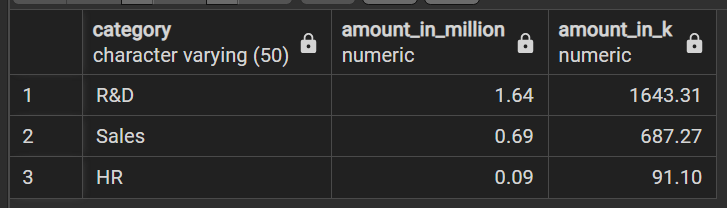 category amount_in_million amount_in_k
character varying (50) numeric numeric
1 R&D 1.64 1643.31
2 Sales 0.69 687.27
3 HR 0.09 91.10